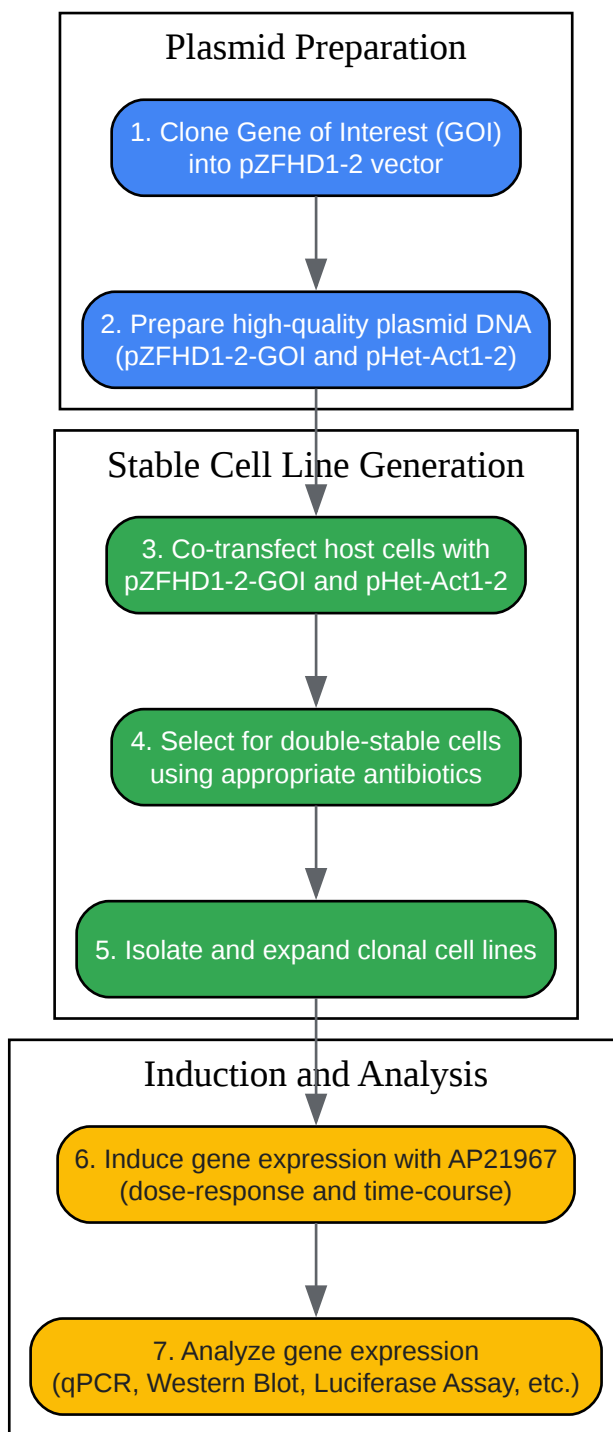 Plasmid Preparation
1. Clone Gene of Interest (GOI)
into pZFHD1-2 vector
2. Prepare high-quality plasmid DNA
(pZFHD1-2-GOI and pHet-Act1-2)
Stable Cell Line Generation
3. Co-transfect host cells with
pZFHD1-2-GOI and pHet-Act1-2
4. Select for double-stable cells
using appropriate antibiotics
5. Isolate and expand clonal cell lines
Induction and Analysis
6. Induce gene expression with AP21967
(dose-response and time-course)
7. Analyze gene expression
(qPCR, Western Blot, Luciferase Assay, etc.)